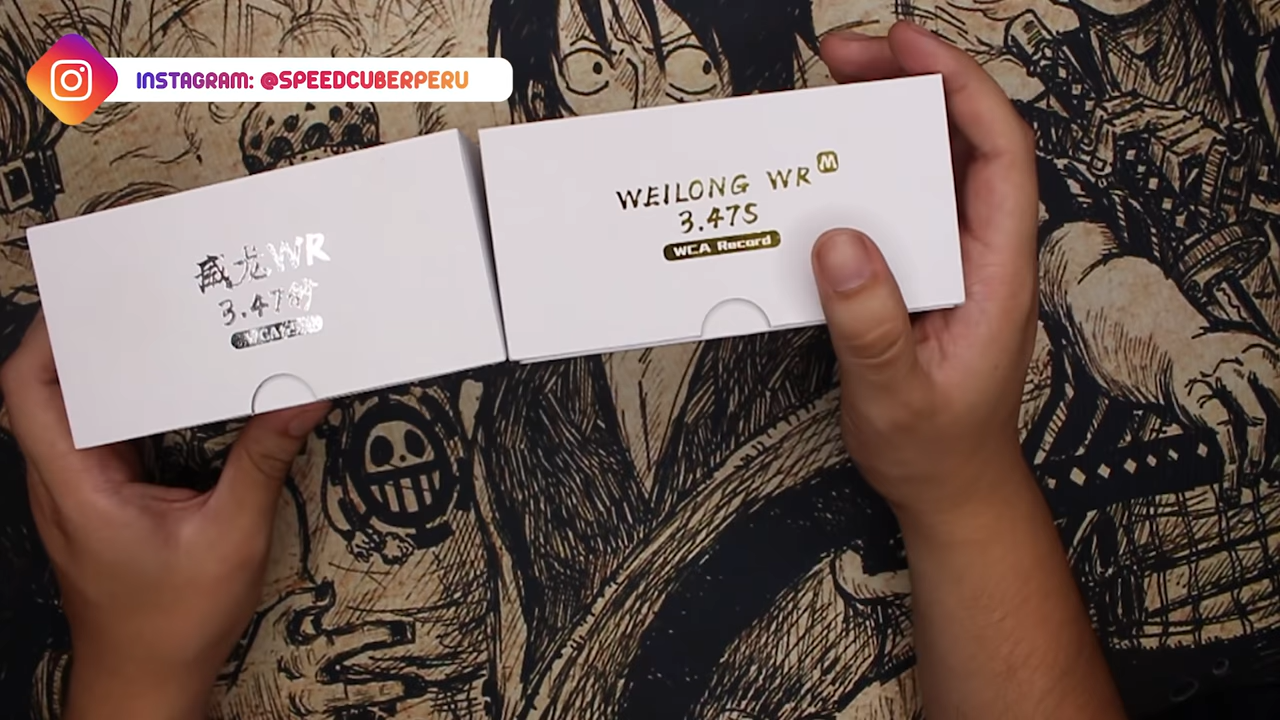 INSTAGRAM: @SPEEDCUBERPERU
威龙WR
3.47秒
WEILONG WR M
3.47S
WCA Record